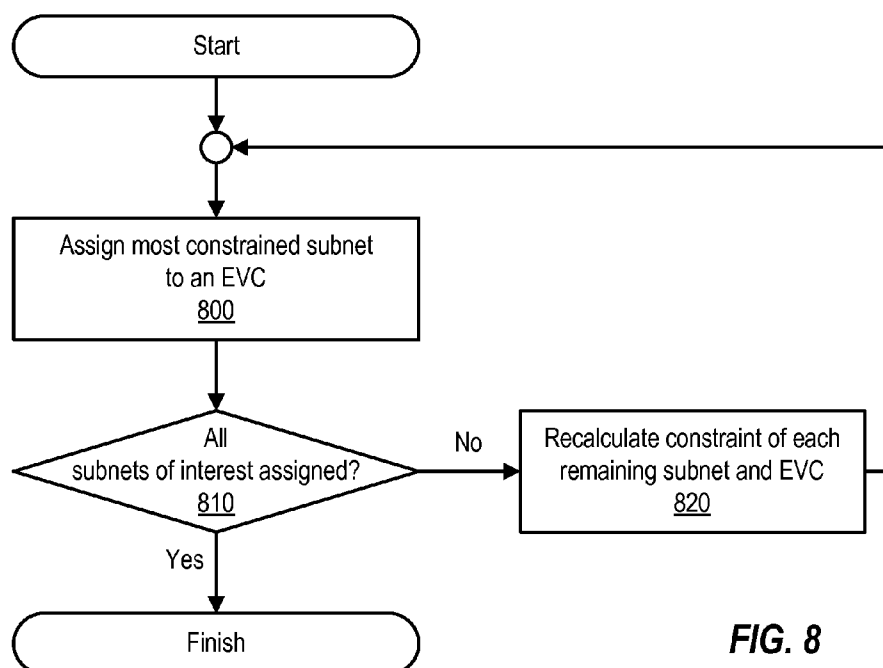 Start
Assign most constrained subnet
to an EVC
800
All
subnets of interest assigned?
810
No
Recalculate constraint of each
remaining subnet and EVC
820
Yes
Finish
FIG. 8